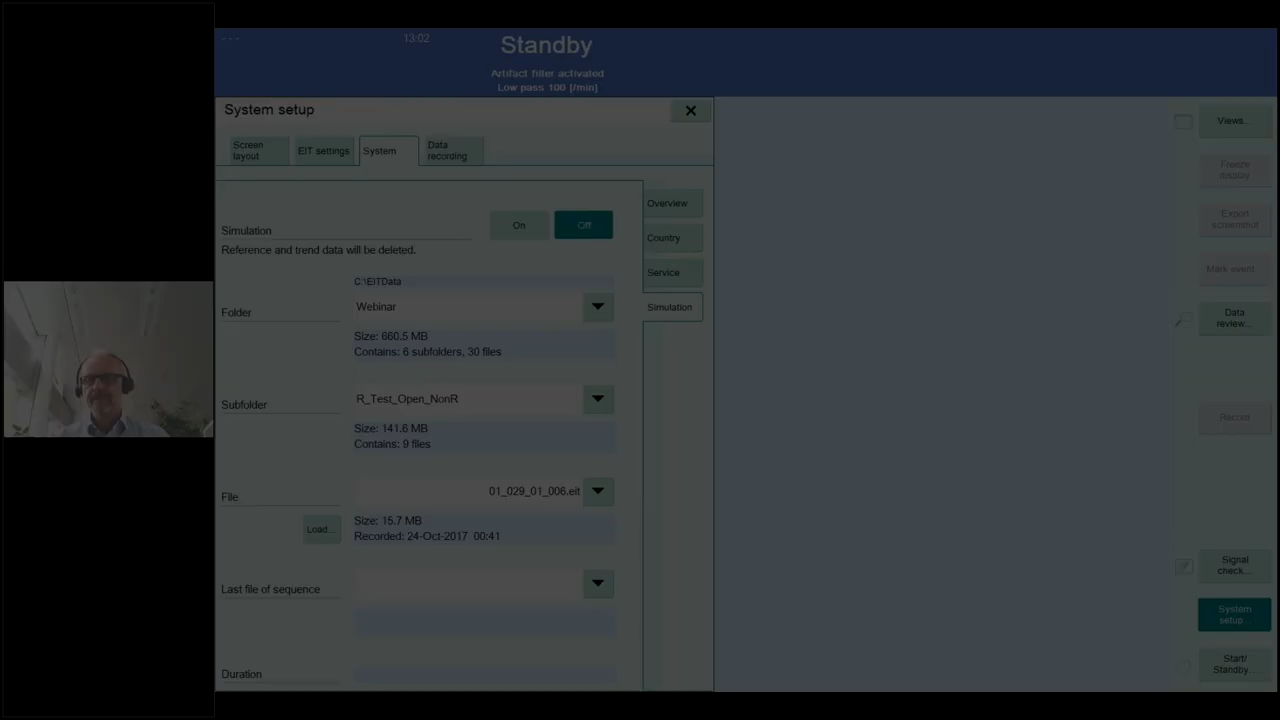 - - -
13:02
Standby
Artifact filter activated
Low pass 100 [/min]
System setup
Screen
layout
EIT settings
System
Data
recording
Overview
Country
Service
Simulation
Simulation
On
Off
Reference and trend data will be deleted.
C:\EITData
Folder
Webinar
Size: 660.5 MB
Contains: 6 subfolders, 30 files
Subfolder
R_Test_Open_NonR
Size: 141.6 MB
Contains: 9 files
File
01_029_01_006.eit
Load...
Size: 15.7 MB
Recorded: 24-Oct-2017 00:41
Last file of sequence
Duration
Views...
Freeze
display
Export
screenshot
Mark event
Data
review...
Record
Signal
check...
System
setup
Start/
Standby...